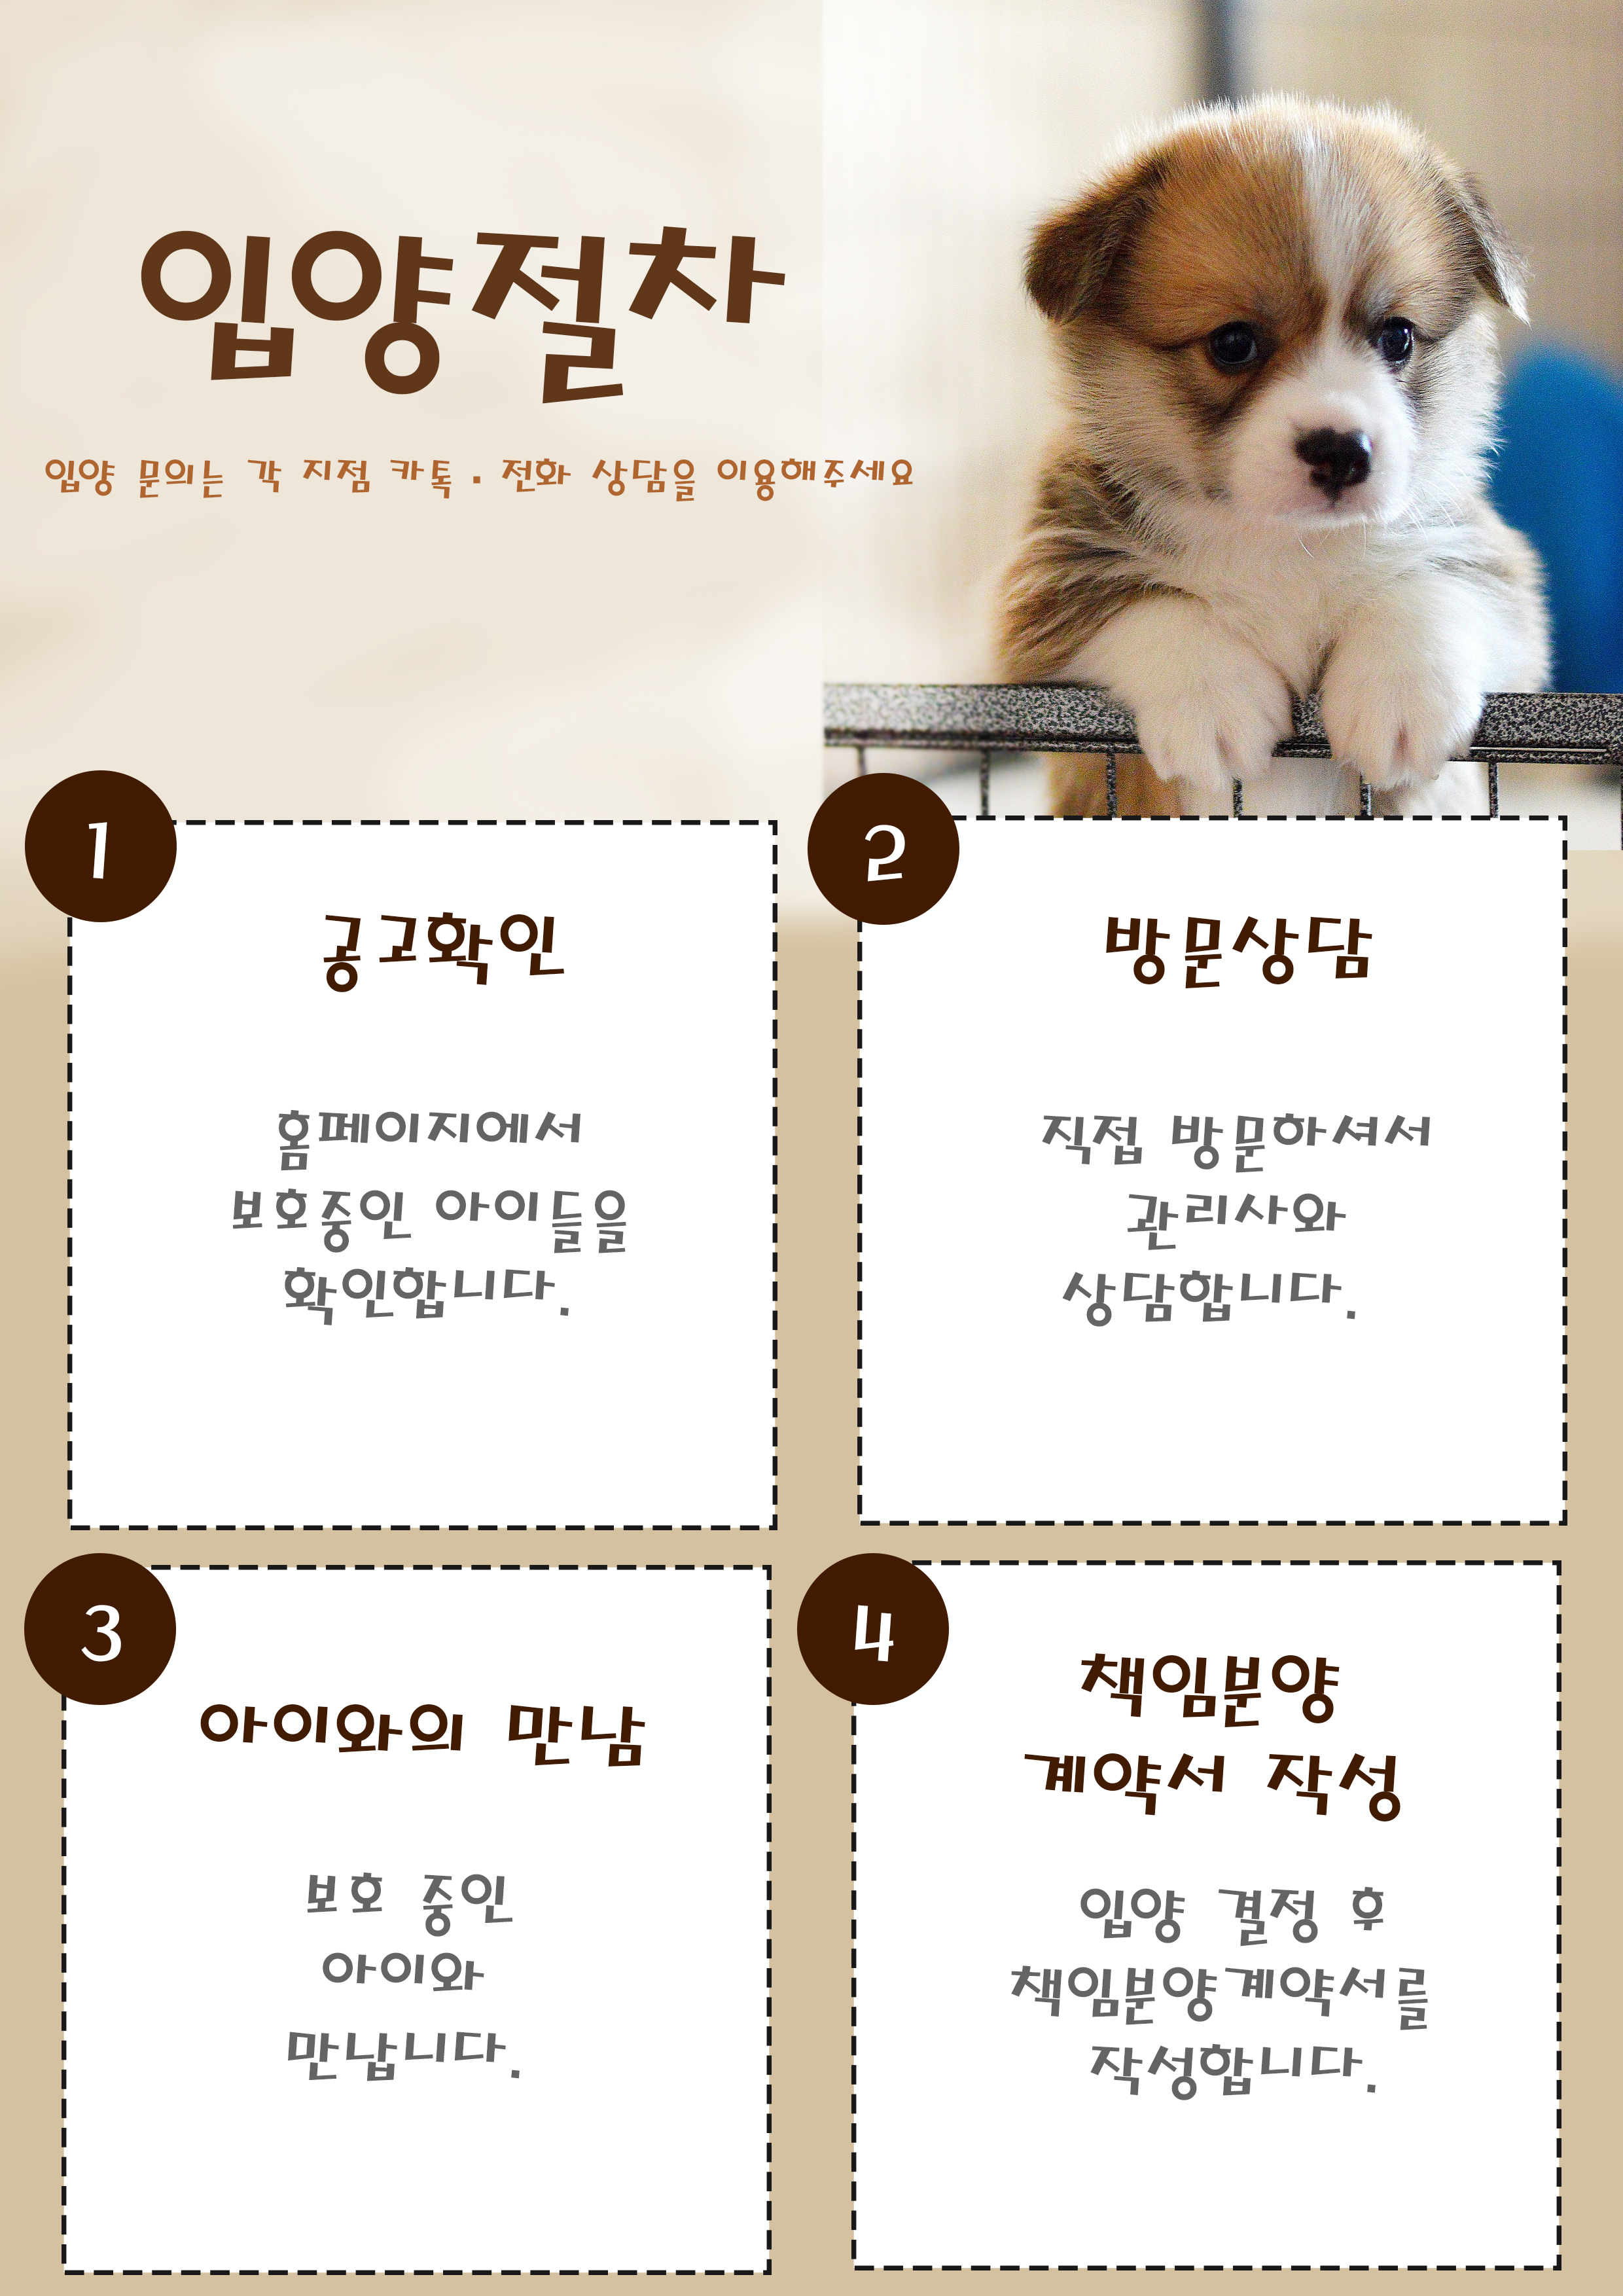 입양절차
입양 문의는 각 지점 카톡·전화 상담을 이용해주세요
1
공고확인
홈페이지에서
보호중인 아이들을
확인합니다.
2
방문상담
직접 방문하셔서
관리사와
상담합니다.
3
아이와의 만남
보호 중인
아이와
만납니다.
4
책임분양
계약서 작성
입양 결정 후
책임분양계약서를
작성합니다.